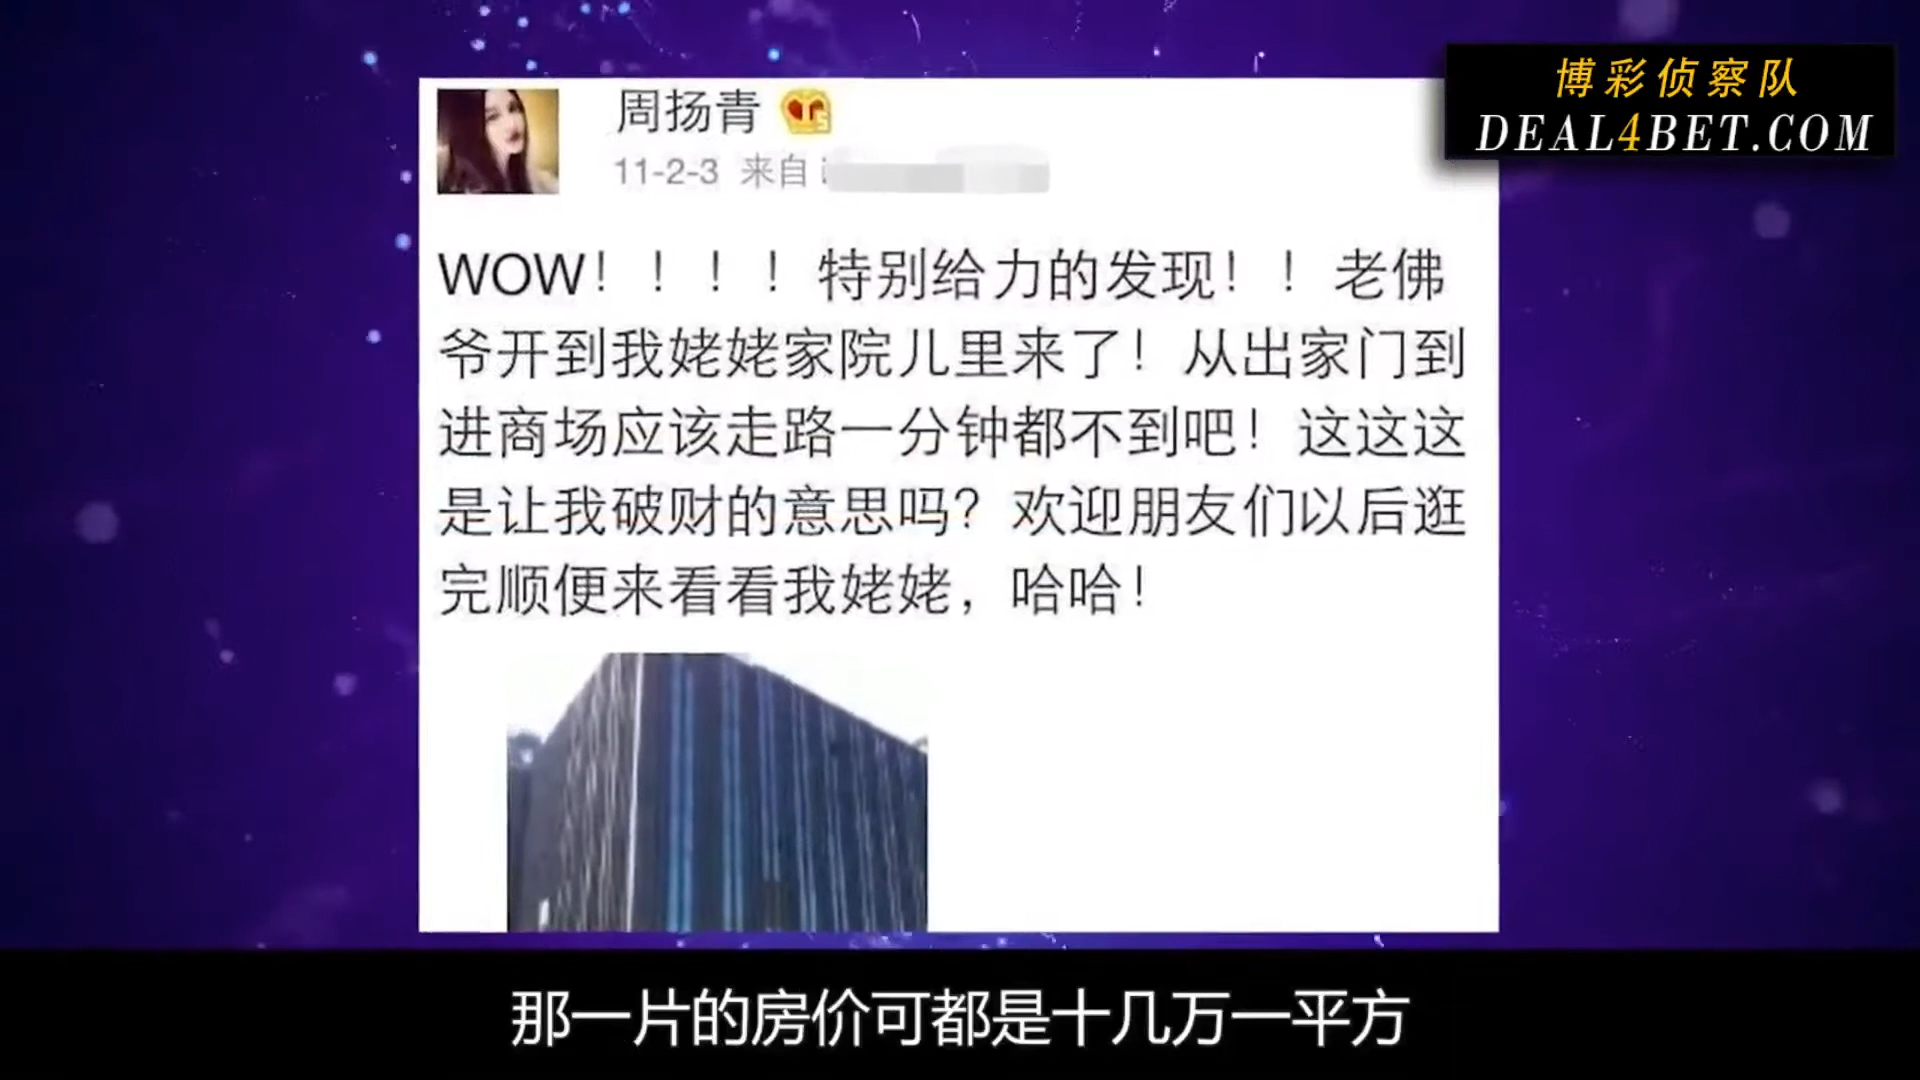 博彩侦察队
DEAL4BET.COM
周扬青
11-2-3 来自
WOW！！！！特别给力的发现！！老佛
爷开到我姥姥家院儿里来了！从出家门到
进商场应该走路一分钟都不到吧！这这这
是让我破财的意思吗？欢迎朋友们以后逛
完顺便来看看我姥姥，哈哈！
那一片的房价可都是十几万一平方